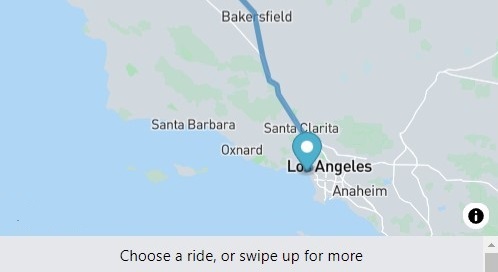 Bakersfield
Santa Barbara
Santa Clarita
Oxnard
Los Angeles
Anaheim
i
Choose a ride, or swipe up for more